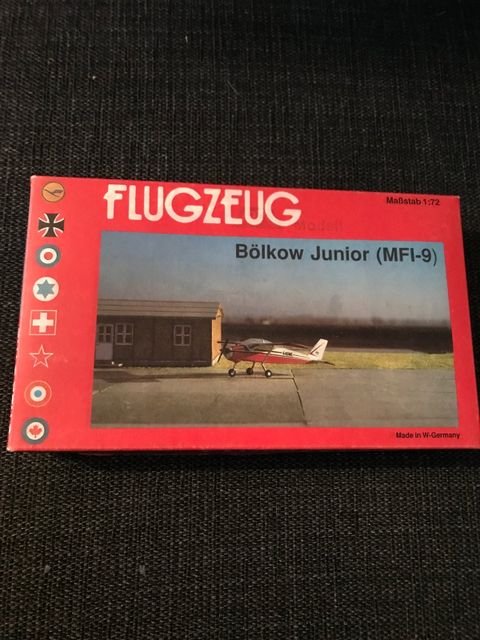 FLUGZEUG
Maßstab 1:72
Bölkow Junior (MFI-9)
Made in W-Germany